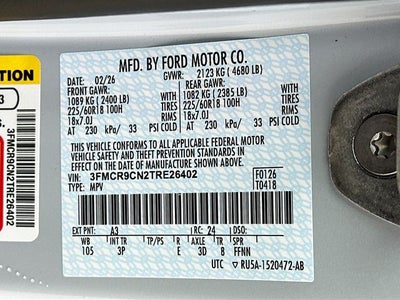 MFD. BY FORD MOTOR CO.
DATE: 02/26 GVWR: 2123 KG ( 4680 LB)
FRONT GAWR: REAR GAWR:
1089 KG ( 2400 LB) WITH 1082 KG ( 2385 LB) WITH
225/60R18 100H TIRES 225/60R18 100H TIRES
18x7.0J RIMS 18x7.0J RIMS
AT 230 kPa/ 33 PSI COLD AT 230 kPa/ 33 PSI COLD
THIS VEHICLE CONFORMS TO ALL APPLICABLE FEDERAL MOTOR
VEHICLE SAFETY, BUMPER, AND THEFT PREVENTION STANDARDS IN
EFFECT ON THE DATE OF MANUFACTURE SHOWN ABOVE.
VIN: 3FMCR9CN2TRE26402 F0126
TYPE: MPV T0418
EXT PNT: A3 RC: 24 DSO:
WB INT TR TP/PS R AXLE TR SPR
105 3P E 3D 8 FFNN
UTC RU5A-1520472-AB
TION
3
3FMCR9CN2TRE26402